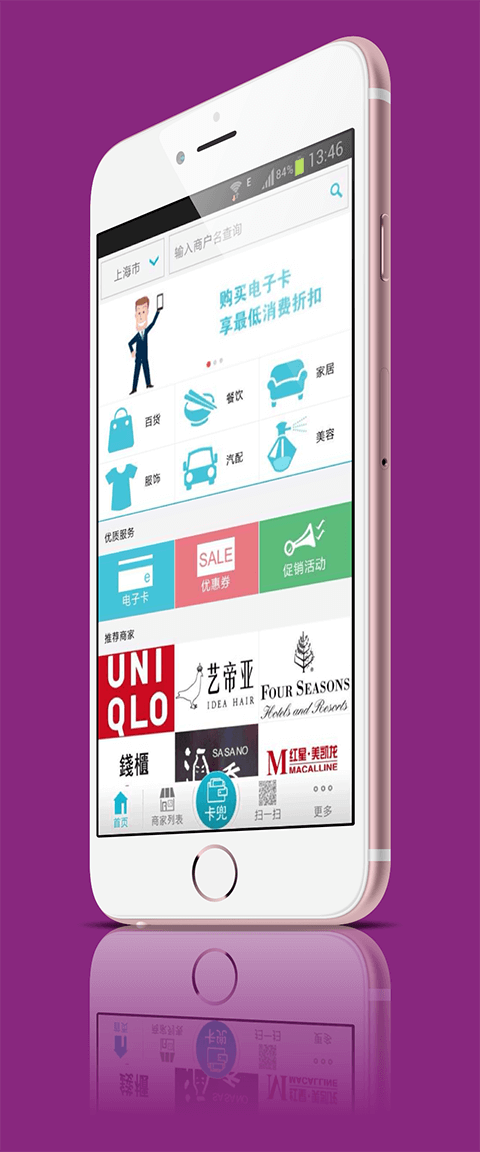 E 84% 13:46
上海市
输入商户名查询
购买电子卡
享最低消费折扣
百货
餐饮
家居
服饰
汽配
美容
优质服务
e
电子卡
SALE
优惠券
促销活动
推荐商家
UNI
QLO
艺帝亚
IDEA HAIR
FOUR SEASONS
Hotels and Resorts
錢櫃
SASANO
M
红星·美凯龙
MACALLINE
首页
商家列表
卡兜
扫一扫
更多